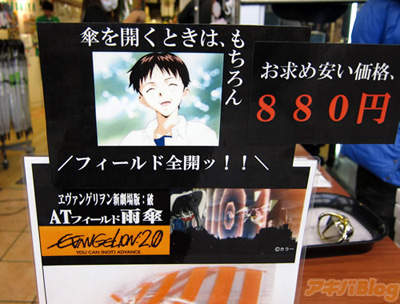 傘を開くときは、もちろん
お求め安い価格、
880円
／フィールド全開ッ！！＼
ヱヴァンゲリヲン新劇場版：破
ATフィールド雨傘
EVANGELION:2.0
YOU CAN (NOT) ADVANCE
©カラー
アキバBlog